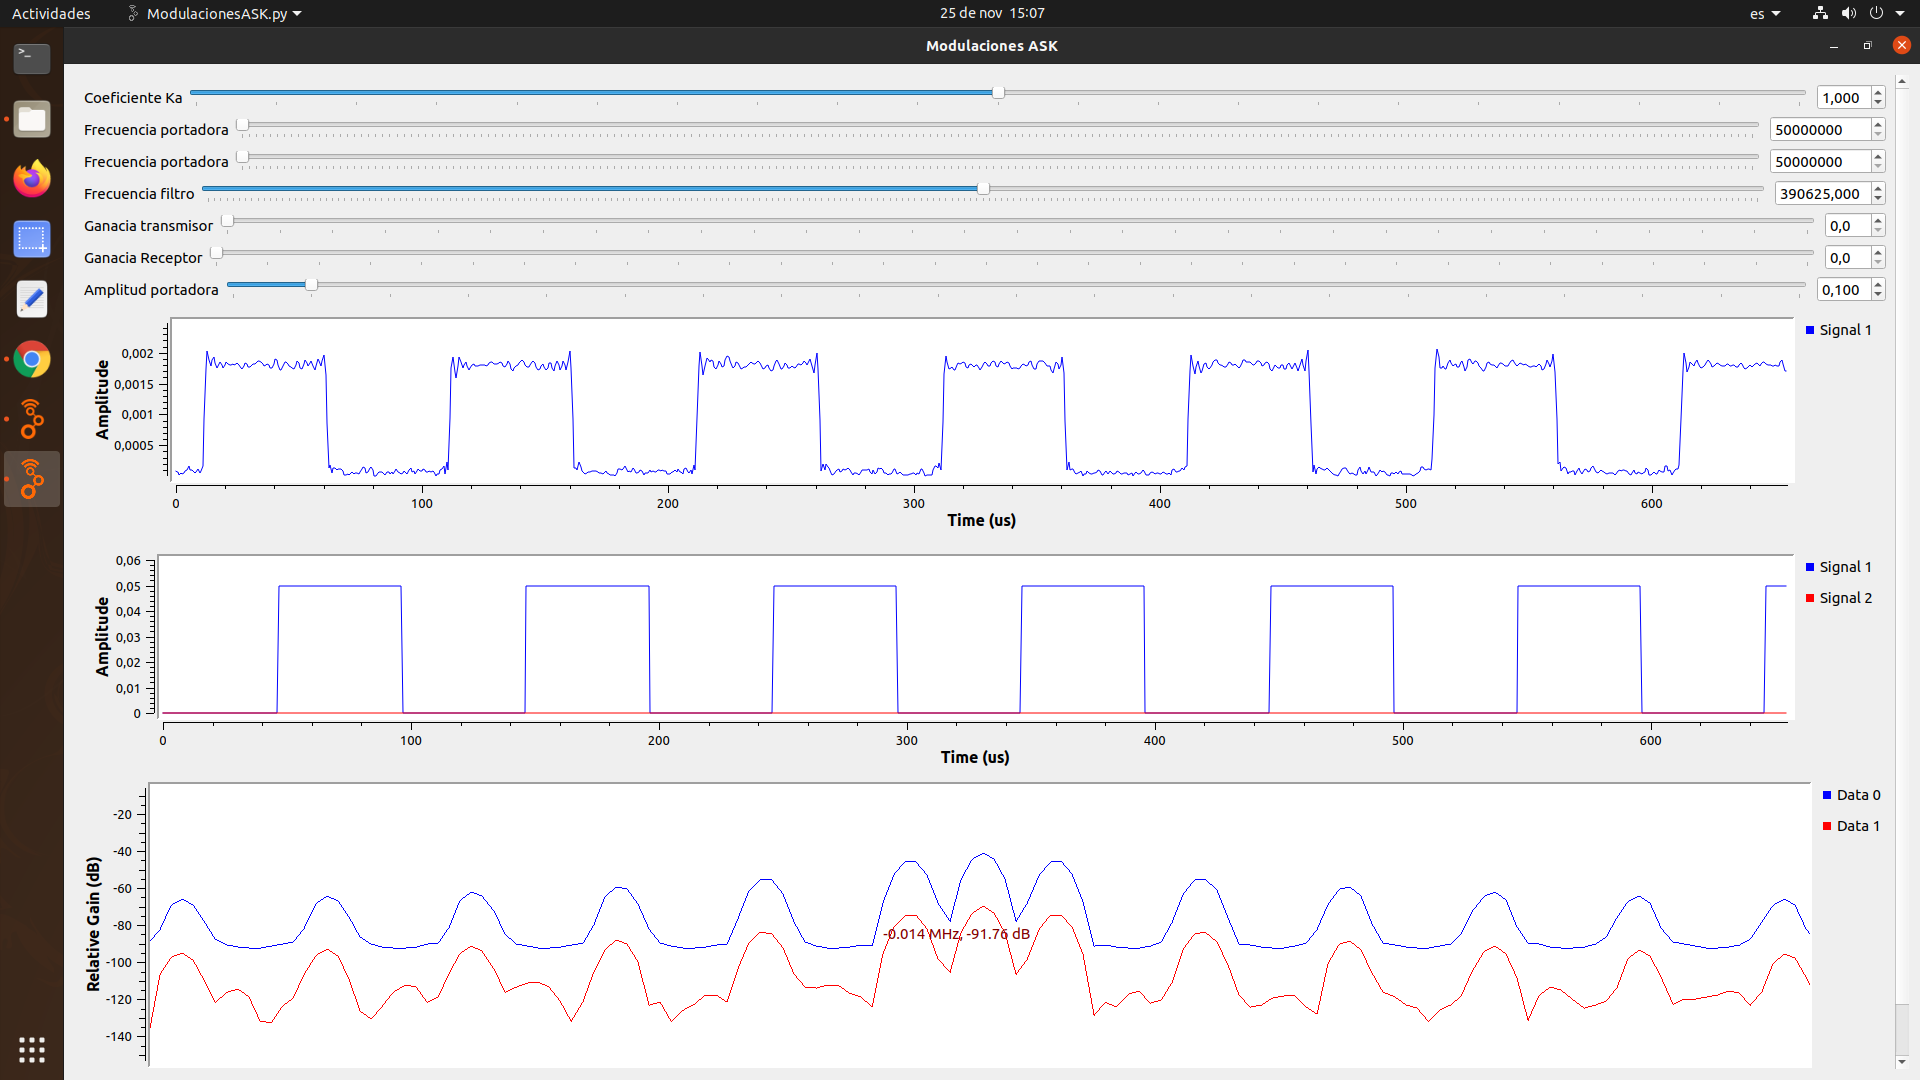 Actividades ModulacionesASK.py 25 de nov 15:07 es
Modulaciones ASK
Coeficiente Ka 1,000
Frecuencia portadora 50000000
Frecuencia portadora 50000000
Frecuencia filtro 390625,000
Ganacia transmisor 0,0
Ganacia Receptor 0,0
Amplitud portadora 0,100
Signal 1
Amplitude
0,002
0,0015
0,001
0,0005
0 100 200 300 400 500 600
Time (us)
Signal 1
Signal 2
Amplitude
0,06
0,05
0,04
0,03
0,02
0,01
0
0 100 200 300 400 500 600
Time (us)
Data 0
Data 1
Relative Gain (dB)
-20
-40
-60
-80
-100
-120
-140
-0.014 MHz, -91.76 dB